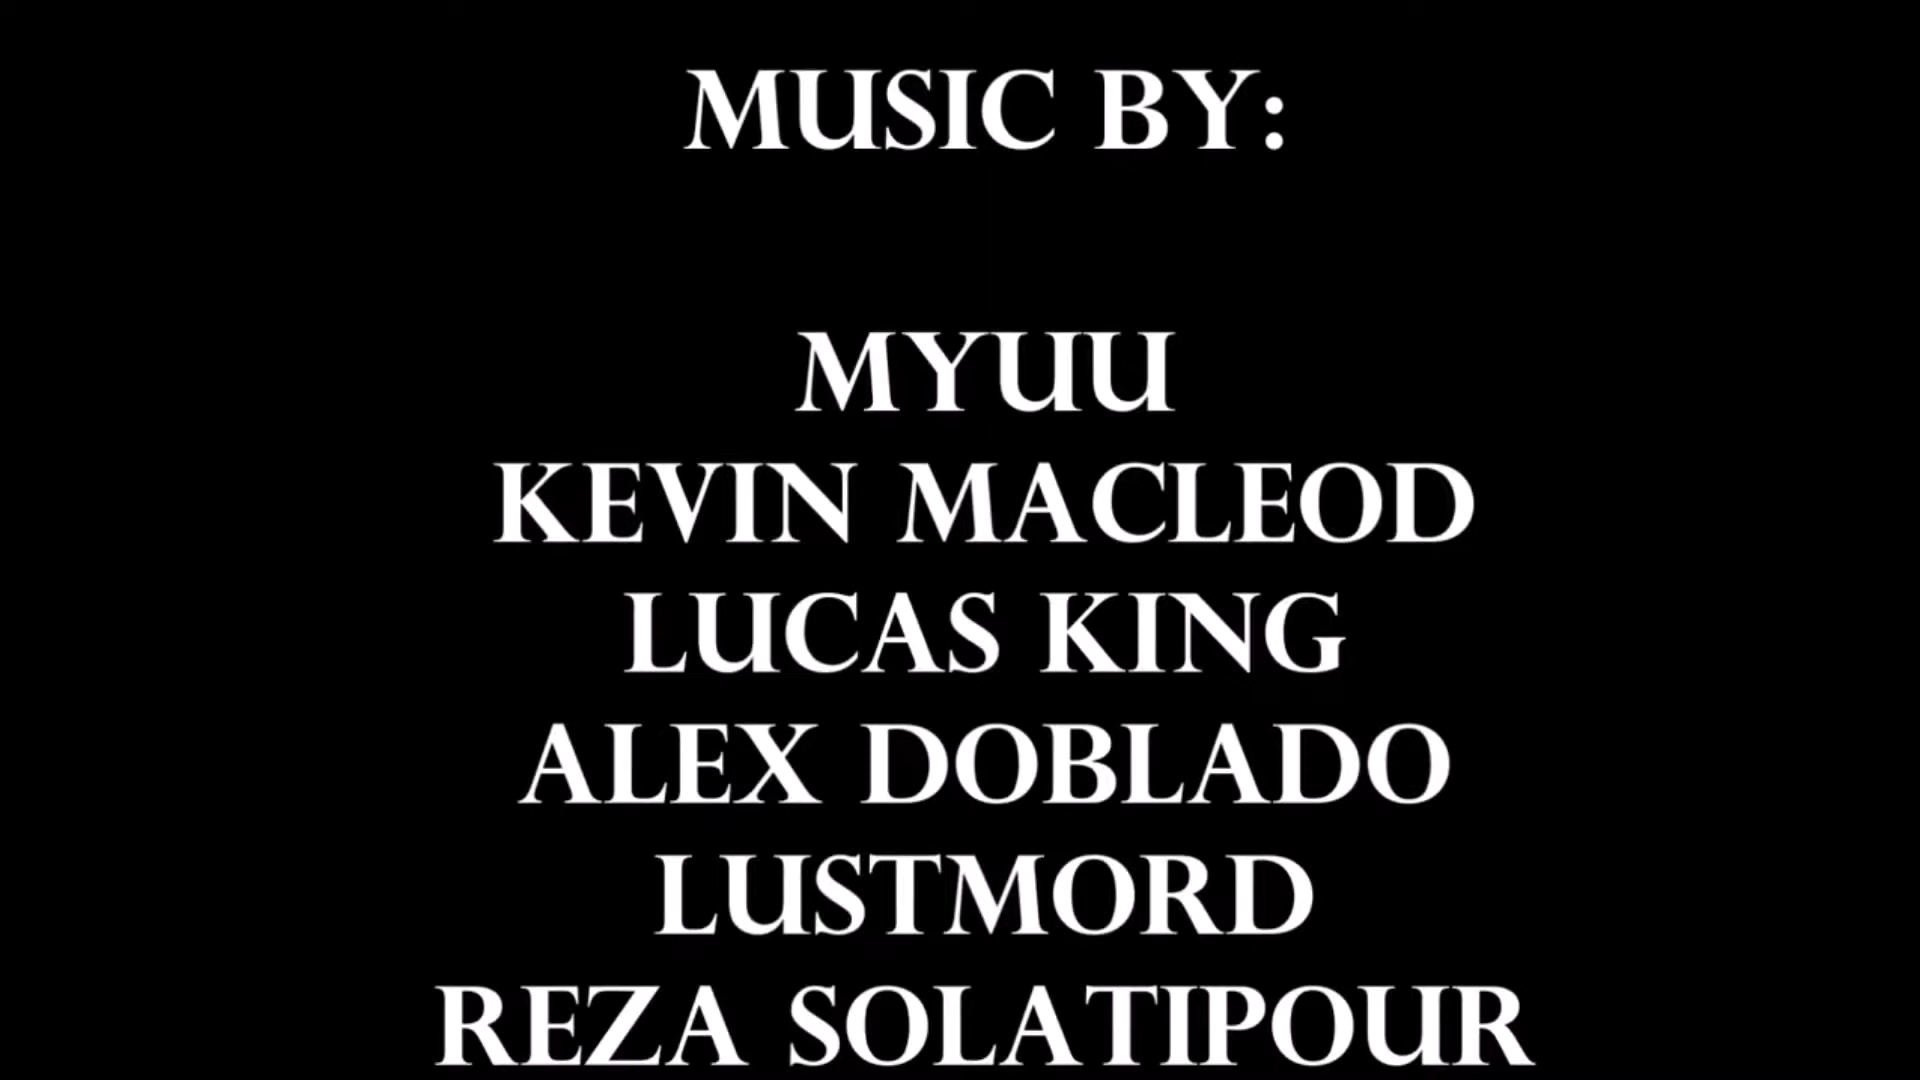 MUSIC BY:
MYUU
KEVIN MACLEOD
LUCAS KING
ALEX DOBLADO
LUSTMORD
REZA SOLATIPOUR